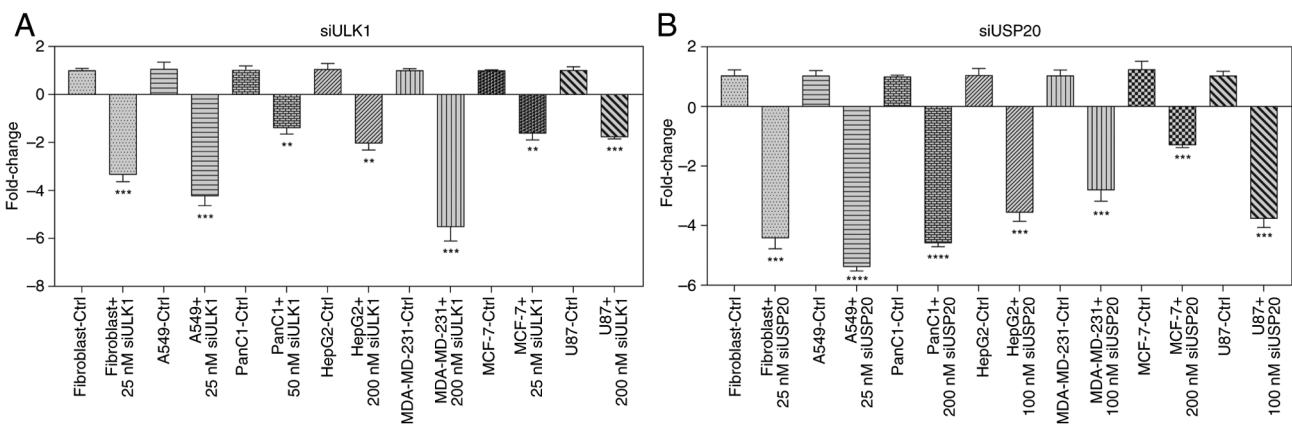 A
siULK1
Fold-change
2
0
−2
−4
−6
−8
***
***
**
**
***
**
***
Fibroblast-Ctrl
Fibroblast+
25 nM siULK1
A549-Ctrl
A549+
25 nM siULK1
PanC1-Ctrl
PanC1+
50 nM siULK1
HepG2-Ctrl
HepG2+
200 nM siULK1
MDA-MD-231-Ctrl
MDA-MD-231+
200 nM siULK1
MCF-7-Ctrl
MCF-7+
25 nM siULK1
U87-Ctrl
U87+
200 nM siULK1
B
siUSP20
Fold-change
2
0
−2
−4
−6
***
****
****
***
***
***
***
Fibroblast-Ctrl
Fibroblast+
25 nM siUSP20
A549-Ctrl
A549+
25 nM siUSP20
PanC1-Ctrl
PanC1+
200 nM siUSP20
HepG2-Ctrl
HepG2+
100 nM siUSP20
MDA-MD-231-Ctrl
MDA-MD-231+
100 nM siUSP20
MCF-7-Ctrl
MCF-7+
200 nM siUSP20
U87-Ctrl
U87+
100 nM siUSP20